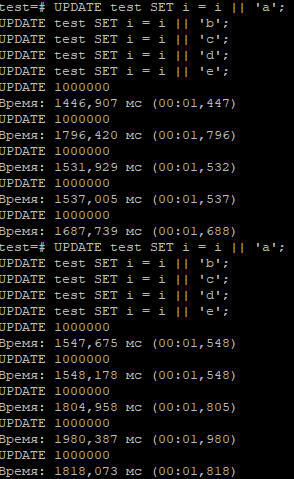 test=# UPDATE test SET i = i || 'a';
UPDATE test SET i = i || 'b';
UPDATE test SET i = i || 'c';
UPDATE test SET i = i || 'd';
UPDATE test SET i = i || 'e';
UPDATE 1000000
Время: 1446,907 мс (00:01,447)
UPDATE 1000000
Время: 1796,420 мс (00:01,796)
UPDATE 1000000
Время: 1531,929 мс (00:01,532)
UPDATE 1000000
Время: 1537,005 мс (00:01,537)
UPDATE 1000000
Время: 1687,739 мс (00:01,688)
test=# UPDATE test SET i = i || 'a';
UPDATE test SET i = i || 'b';
UPDATE test SET i = i || 'c';
UPDATE test SET i = i || 'd';
UPDATE test SET i = i || 'e';
UPDATE 1000000
Время: 1547,675 мс (00:01,548)
UPDATE 1000000
Время: 1548,178 мс (00:01,548)
UPDATE 1000000
Время: 1804,958 мс (00:01,805)
UPDATE 1000000
Время: 1980,387 мс (00:01,980)
UPDATE 1000000
Время: 1818,073 мс (00:01,818)